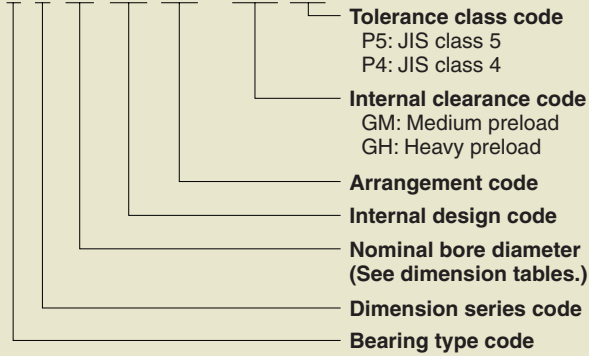 Tolerance class code
P5: JIS class 5
P4: JIS class 4
Internal clearance code
GM: Medium preload
GH: Heavy preload
Arrangement code
Internal design code
Nominal bore diameter
(See dimension tables.)
Dimension series code
Bearing type code